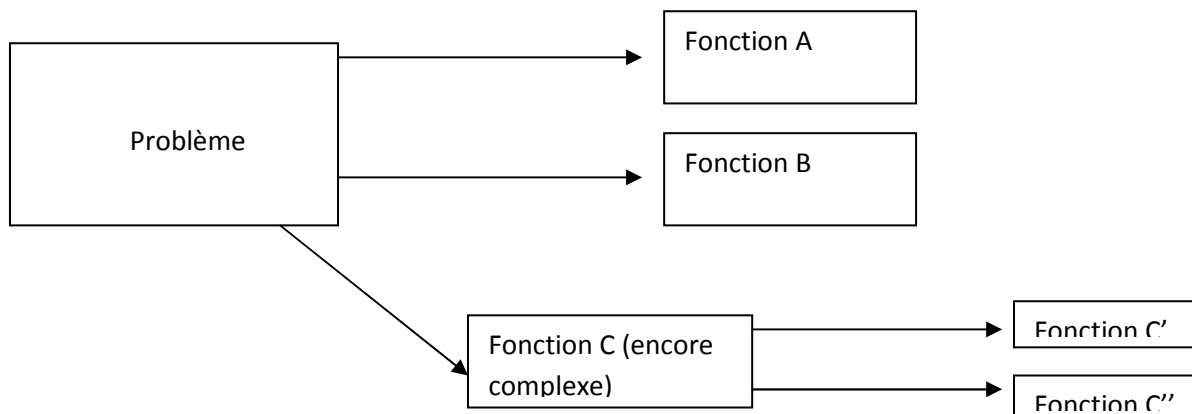 Fonction A
Problème
Fonction B
Fonction C (encore
complexe)
Fonction C’
Fonction C’’